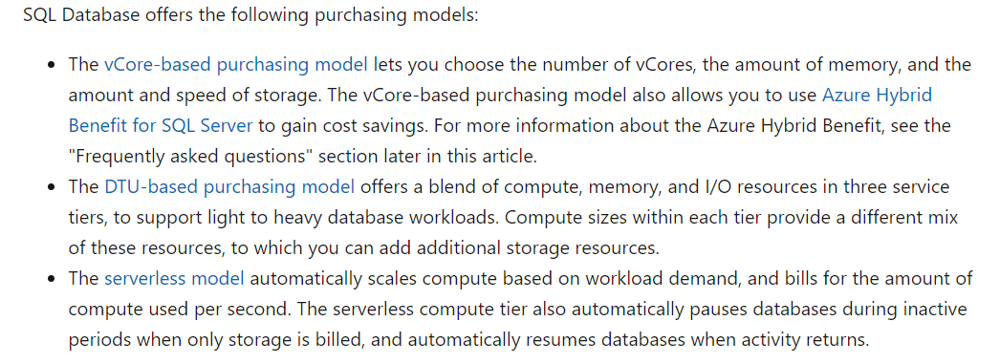 SQL Database offers the following purchasing models:
• The vCore-based purchasing model lets you choose the number of vCores, the amount of memory, and the
amount and speed of storage. The vCore-based purchasing model also allows you to use Azure Hybrid
Benefit for SQL Server to gain cost savings. For more information about the Azure Hybrid Benefit, see the
"Frequently asked questions" section later in this article.
• The DTU-based purchasing model offers a blend of compute, memory, and I/O resources in three service
tiers, to support light to heavy database workloads. Compute sizes within each tier provide a different mix
of these resources, to which you can add additional storage resources.
• The serverless model automatically scales compute based on workload demand, and bills for the amount of
compute used per second. The serverless compute tier also automatically pauses databases during inactive
periods when only storage is billed, and automatically resumes databases when activity returns.